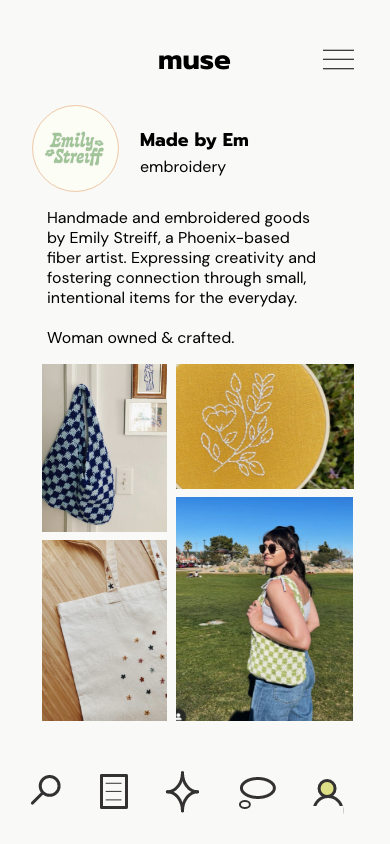 muse
Emily
Streiff
Made by Em
embroidery
Handmade and embroidered goods
by Emily Streiff, a Phoenix-based
fiber artist. Expressing creativity and
fostering connection through small,
intentional items for the everyday.
Woman owned & crafted.